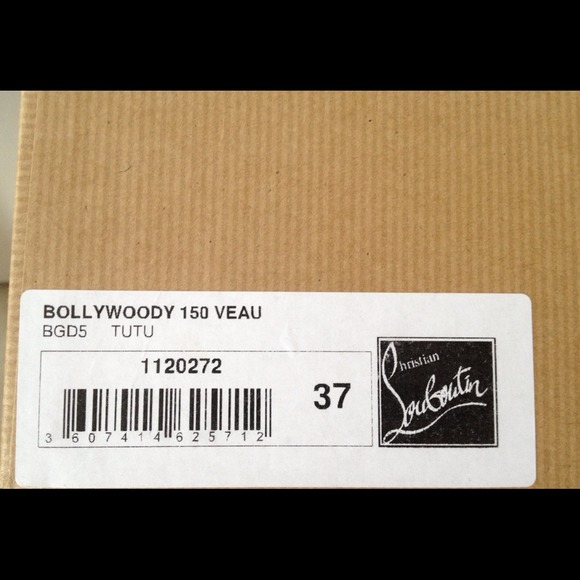 BOLLYWOODY 150 VEAU
BGD5 TUTU
1120272
37
3 607414 625712
Christian
Louboutin